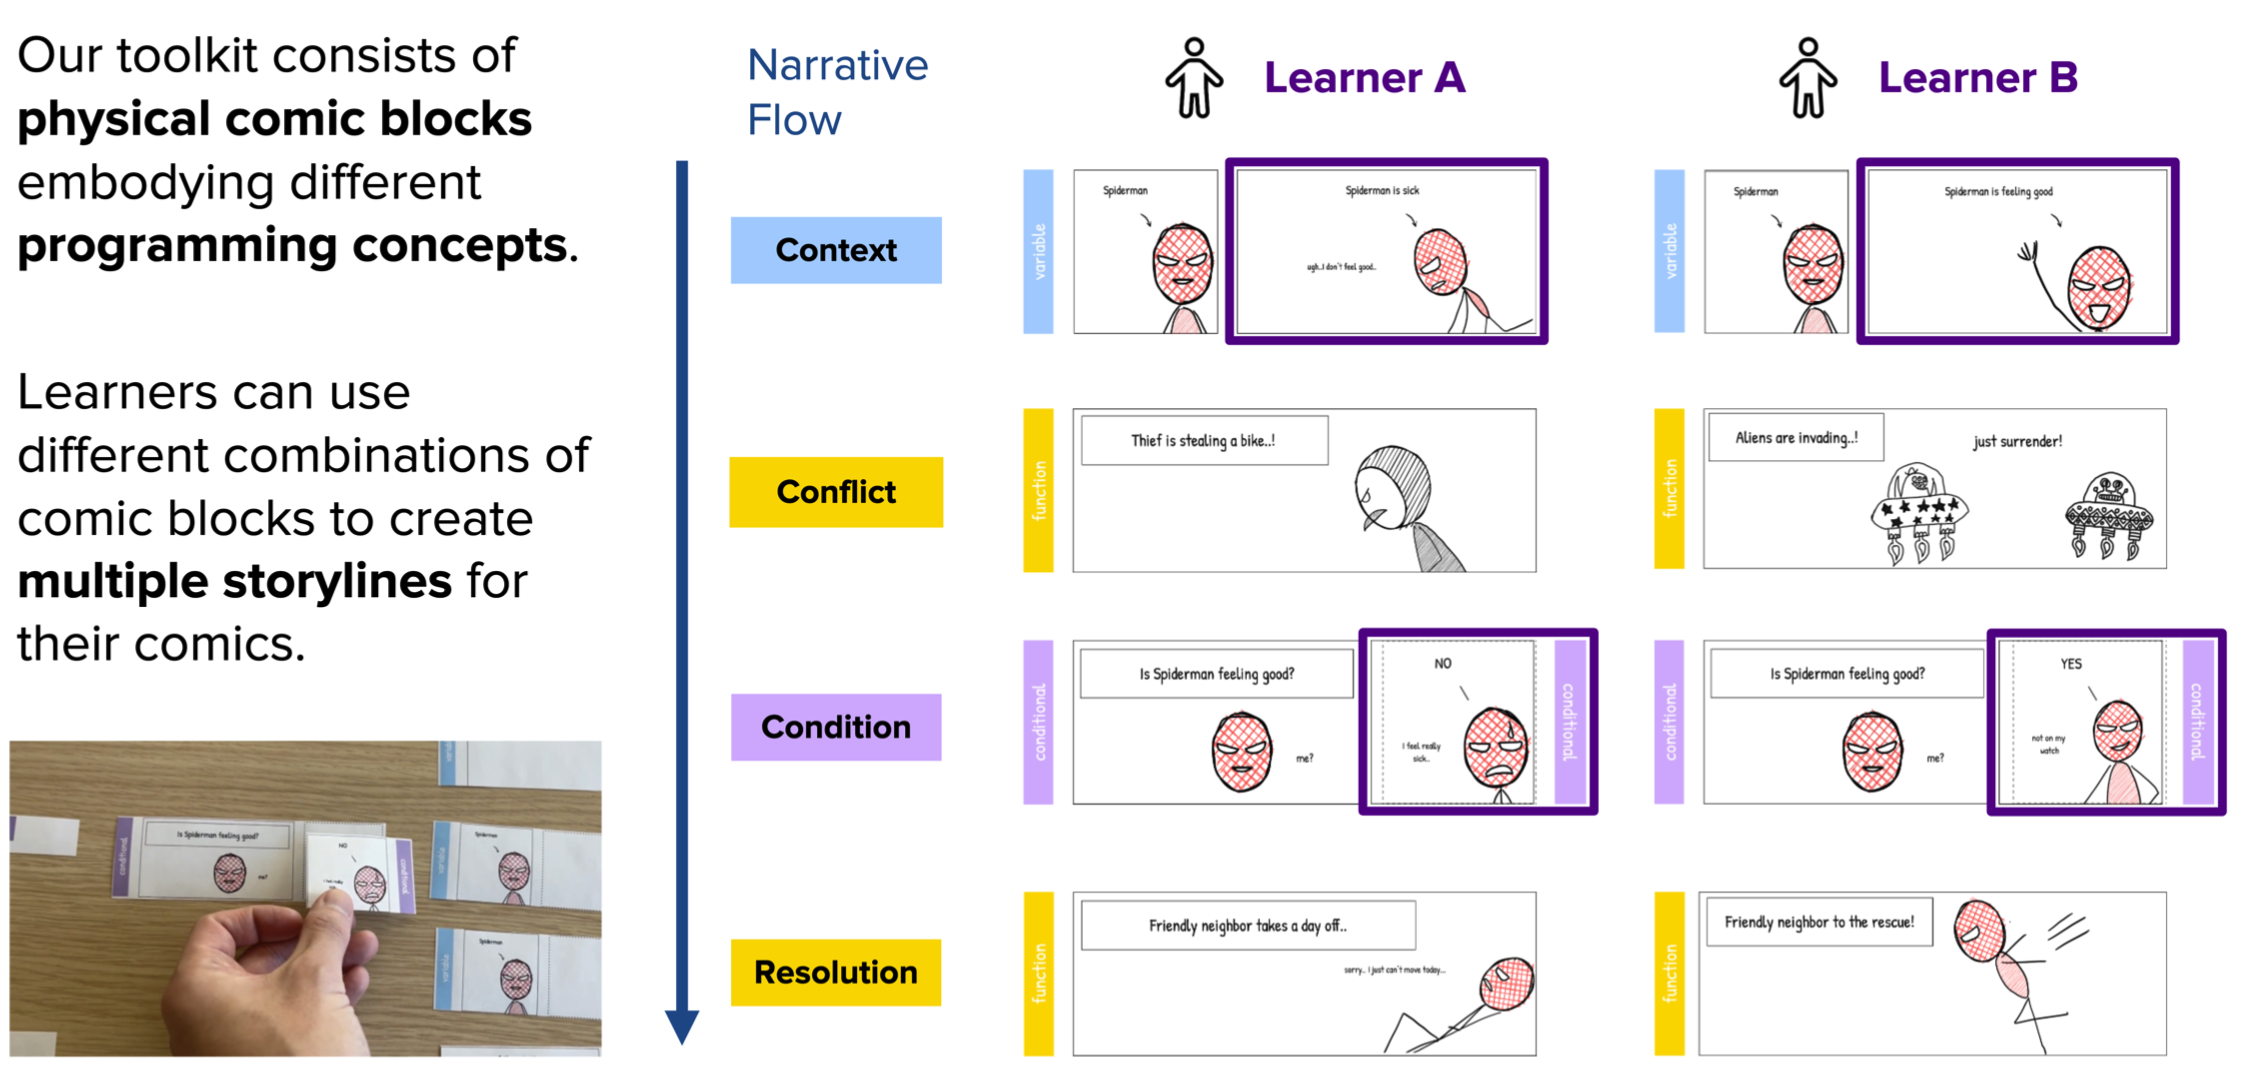 Our toolkit consists of
physical comic blocks
embodying different
programming concepts.
Learners can use
different combinations of
comic blocks to create
multiple storylines for
their comics.
Is Spiderman feeling good?
me?
NO
conditional
conditional
Spiderman
variable
Spiderman
variable
Narrative
Flow
Context
Conflict
Condition
Resolution
Learner A
variable
Spiderman
Spiderman is sick
ugh..I don't feel good..
function
Thief is stealing a bike..!
conditional
Is Spiderman feeling good?
me?
NO
I feel really
sick..
conditional
function
Friendly neighbor takes a day off..
sorry.. I just can't move today...
Learner B
variable
Spiderman
Spiderman is feeling good
function
Aliens are invading..!
just surrender!
conditional
Is Spiderman feeling good?
me?
YES
not on my
watch
conditional
function
Friendly neighbor to the rescue!